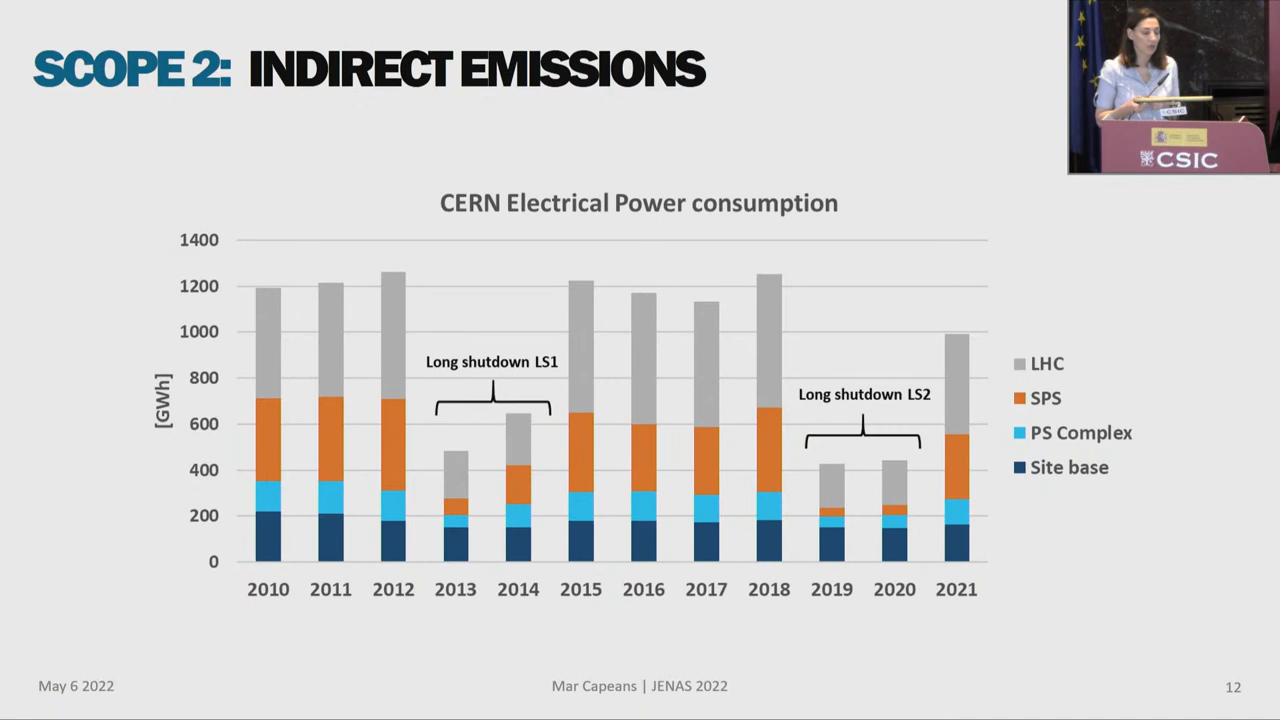 SCOPE 2: INDIRECT EMISSIONS
CSIC
CSIC
CERN Electrical Power consumption
1400
1200
1000
800
600
400
200
0
[GWh]
Long shutdown LS1
Long shutdown LS2
LHC
SPS
PS Complex
Site base
2010 2011 2012 2013 2014 2015 2016 2017 2018 2019 2020 2021
May 6 2022
Mar Capeans | JENAS 2022
12